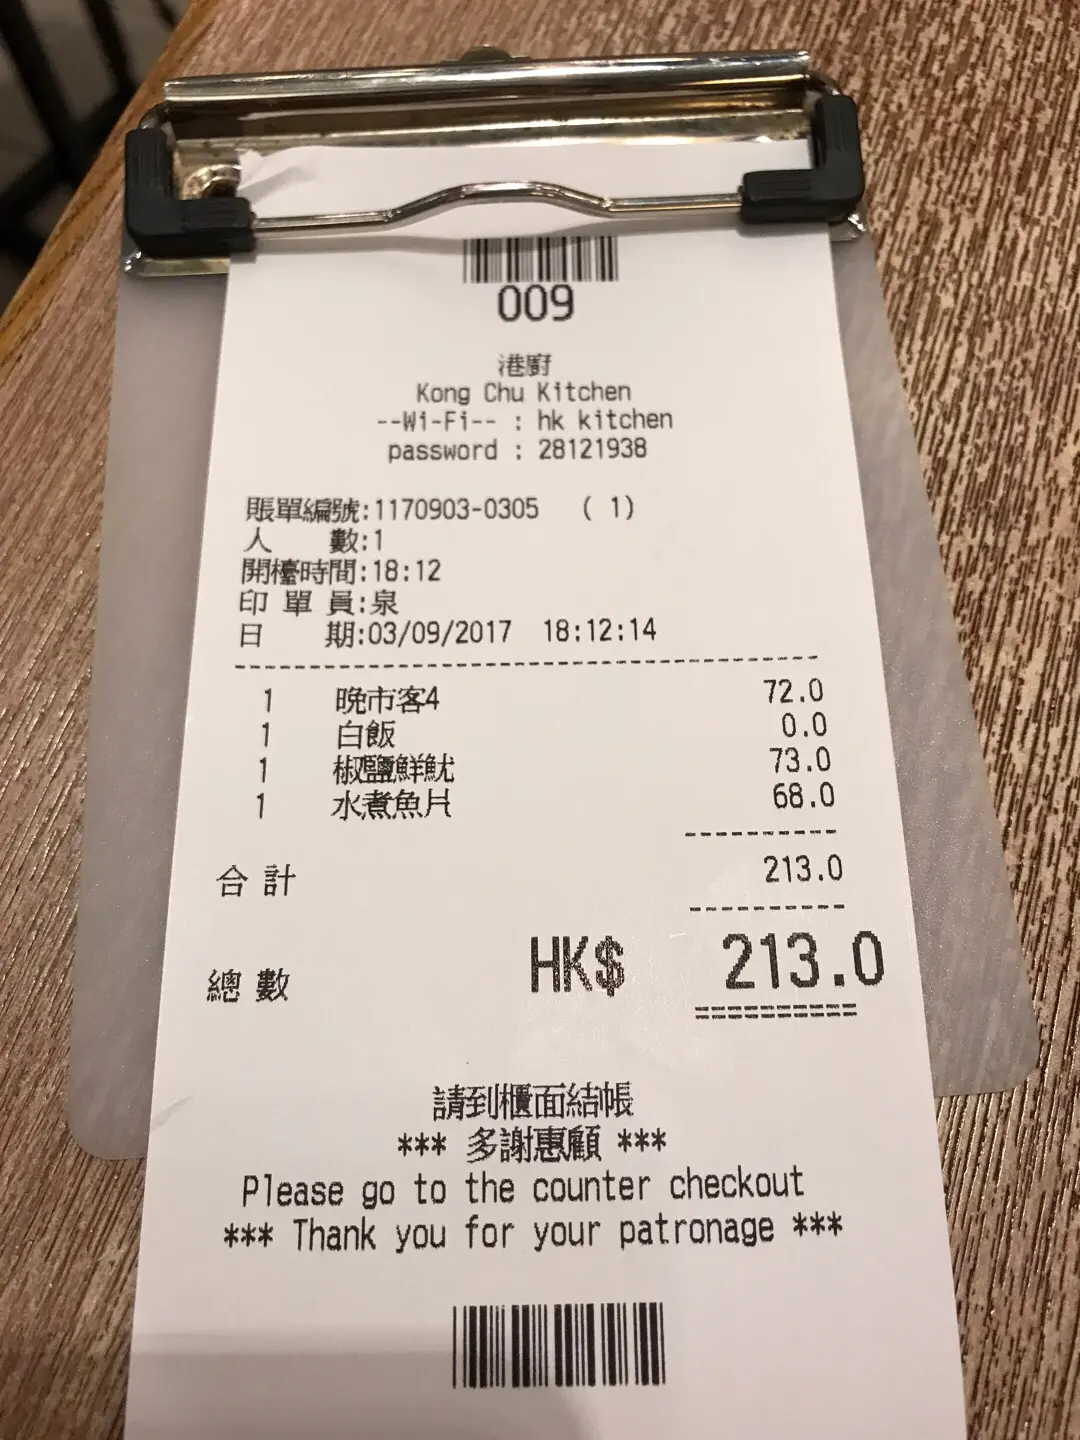 009
港廚
Kong Chu Kitchen
--Wi-Fi-- : hk kitchen
password : 28121938
賬單編號:1170903-0305 ( 1)
人 數:1
開檯時間:18:12
印 單 員:泉
日 期:03/09/2017 18:12:14
1 晚市客4 72.0
1 白飯 0.0
1 椒鹽鮮魷 73.0
1 水煮魚片 68.0
合 計 213.0
總 數 HK$ 213.0
請到櫃面結帳
*** 多謝惠顧 ***
Please go to the counter checkout
*** Thank you for your patronage ***